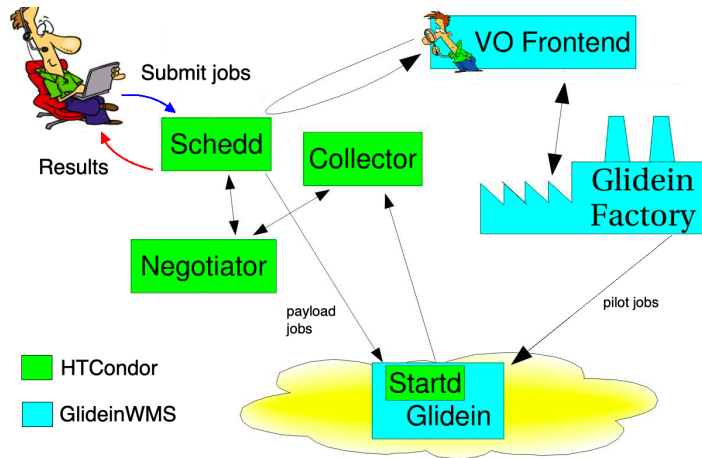 VO Frontend
Submit jobs
Schedd
Collector
Results
Glidein
Factory
Negotiator
payload
jobs
pilot jobs
HTCondor
Startd
Glidein
GlideinWMS